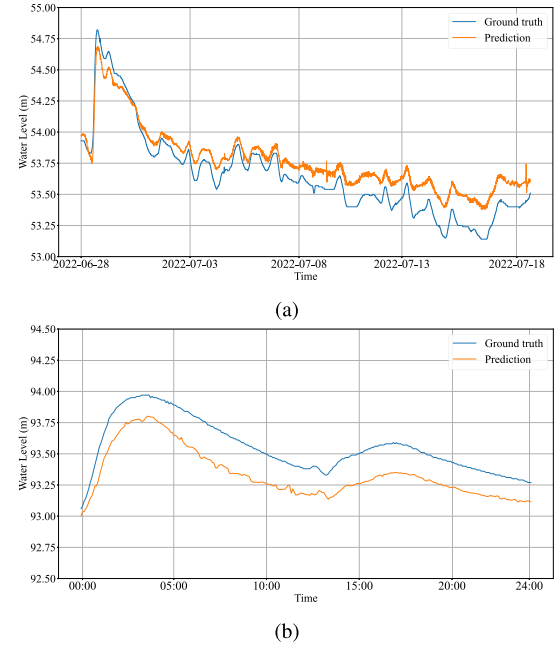 55.00
54.75
54.50
54.25
54.00
53.75
53.50
53.25
53.00
Water Level (m)
Ground truth
Prediction
2022-06-28 2022-07-03 2022-07-08 2022-07-13 2022-07-18
Time
(a)
94.50
94.25
94.00
93.75
93.50
93.25
93.00
92.75
92.50
Water Level (m)
Ground truth
Prediction
00:00 05:00 10:00 15:00 20:00 24:00
Time
(b)